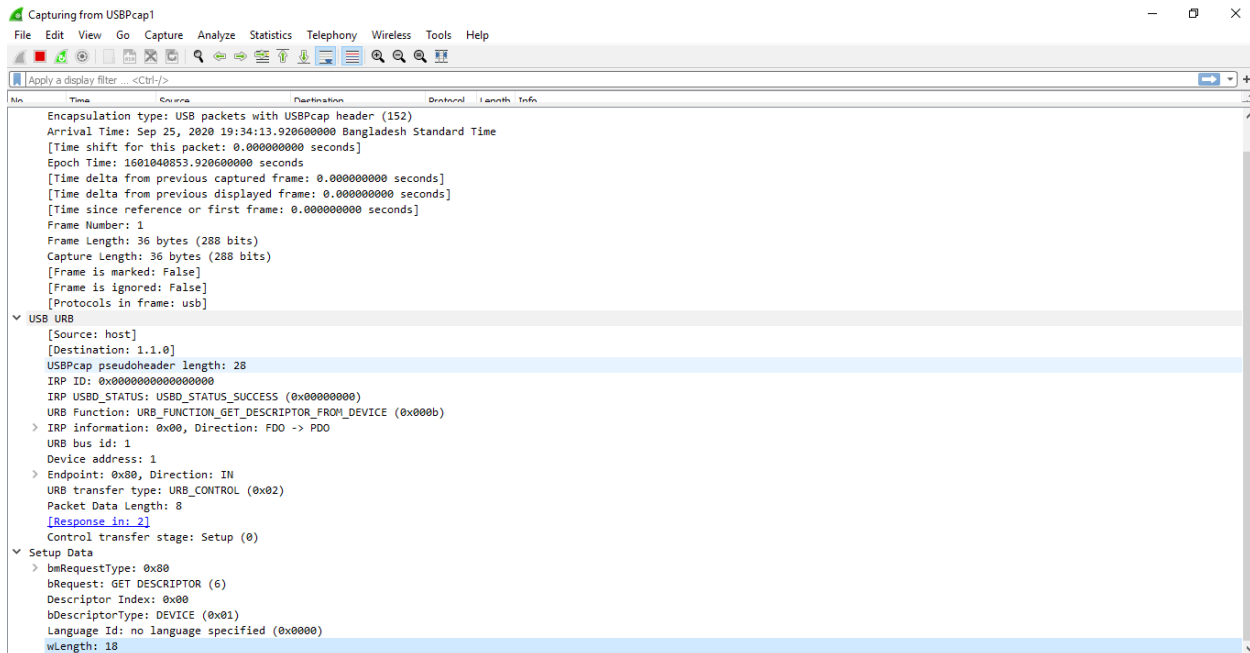 Capturing from USBPcap1
File Edit View Go Capture Analyze Statistics Telephony Wireless Tools Help
Apply a display filter ... <Ctrl-/>
No. Time Source Destination Protocol Length Info
Encapsulation type: USB packets with USBPcap header (152)
Arrival Time: Sep 25, 2020 19:34:13.920600000 Bangladesh Standard Time
[Time shift for this packet: 0.000000000 seconds]
Epoch Time: 1601040853.920600000 seconds
[Time delta from previous captured frame: 0.000000000 seconds]
[Time delta from previous displayed frame: 0.000000000 seconds]
[Time since reference or first frame: 0.000000000 seconds]
Frame Number: 1
Frame Length: 36 bytes (288 bits)
Capture Length: 36 bytes (288 bits)
[Frame is marked: False]
[Frame is ignored: False]
[Protocols in frame: usb]
USB URB
[Source: host]
[Destination: 1.1.0]
USBPcap pseudoheader length: 28
IRP ID: 0x0000000000000000
IRP USBD_STATUS: USBD_STATUS_SUCCESS (0x00000000)
URB Function: URB_FUNCTION_GET_DESCRIPTOR_FROM_DEVICE (0x000b)
IRP information: 0x00, Direction: FDO -> PDO
URB bus id: 1
Device address: 1
Endpoint: 0x80, Direction: IN
URB transfer type: URB_CONTROL (0x02)
Packet Data Length: 8
[Response in: 2]
Control transfer stage: Setup (0)
Setup Data
bmRequestType: 0x80
bRequest: GET DESCRIPTOR (6)
Descriptor Index: 0x00
bDescriptorType: DEVICE (0x01)
Language Id: no language specified (0x0000)
wLength: 18